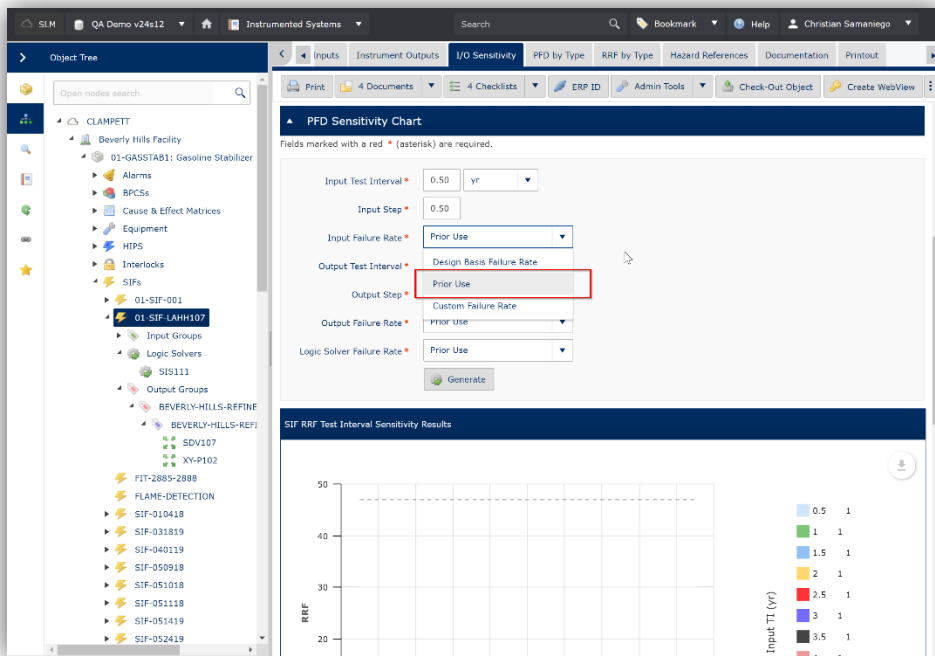 SLM QA Demo v24s12 Instrumented Systems Search Bookmark Help Christian Samaniego
Object Tree
Inputs Instrument Outputs I/O Sensitivity PFD by Type RRF by Type Hazard References Documentation Printout
Print 4 Documents 4 Checklists ERP ID Admin Tools Check-Out Object Create WebView
Open nodes search
CLAMPETT
Beverly Hills Facility
01-GASSTAB1: Gasoline Stabilizer
Alarms
BPCSs
Cause & Effect Matrices
Equipment
HIPS
Interlocks
SIFs
01-SIF-001
01-SIF-LAHH107
Input Groups
Logic Solvers
SIS111
Output Groups
BEVERLY-HILLS-REFINE
BEVERLY-HILLS-REFI
SDV107
XY-P102
FIT-2885-2888
FLAME-DETECTION
SIF-010418
SIF-031819
SIF-040119
SIF-050918
SIF-051018
SIF-051118
SIF-051419
SIF-052419
PFD Sensitivity Chart
Fields marked with a red * (asterisk) are required.
Input Test Interval * 0.50 yr
Input Step * 0.50
Input Failure Rate * Prior Use
Design Basis Failure Rate
Output Test Interval *
Prior Use
Output Step *
Custom Failure Rate
Output Failure Rate * Prior Use
Logic Solver Failure Rate * Prior Use
Generate
SIF RRF Test Interval Sensitivity Results
50
40
30
20
RRF
Input TI (yr)
0.5 1
1 1
1.5 1
2 1
2.5 1
3 1
3.5 1